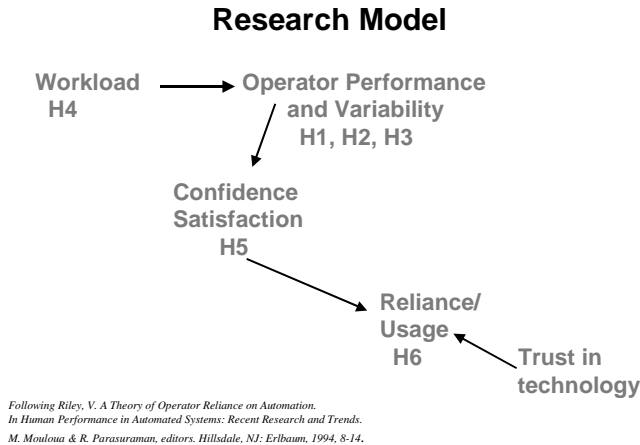 Research Model
Workload
H4
Operator Performance
and Variability
H1, H2, H3
Confidence
Satisfaction
H5
Reliance/
Usage
H6
Trust in
technology
Following Riley, V. A Theory of Operator Reliance on Automation.
In Human Performance in Automated Systems: Recent Research and Trends.
M. Mouloua & R. Parasuraman, editors. Hillsdale, NJ: Erlbaum, 1994, 8-14.